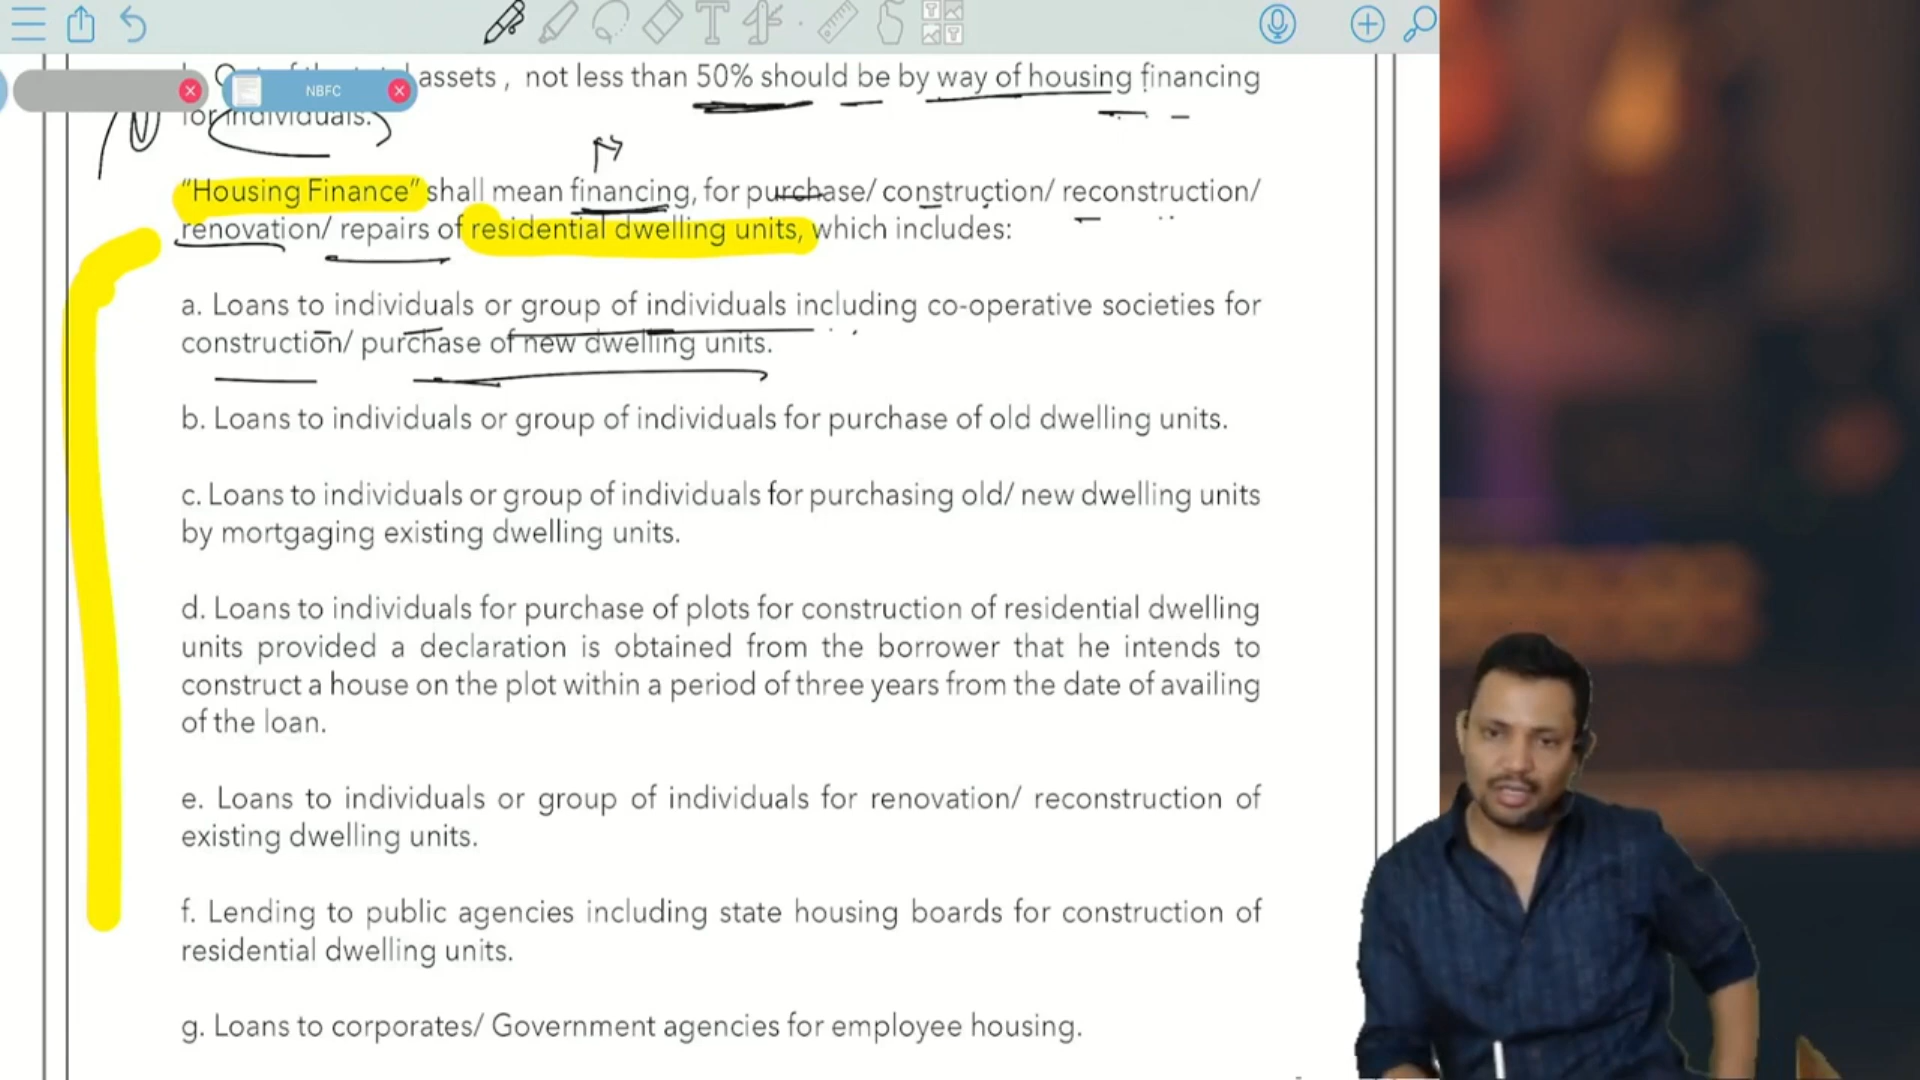 NBFC
assets , not less than 50% should be by way of housing financing
for individuals.
“Housing Finance” shall mean financing, for purchase/ construction/ reconstruction/
renovation/ repairs of residential dwelling units, which includes:
a. Loans to individuals or group of individuals including co-operative societies for
construction/ purchase of new dwelling units.
b. Loans to individuals or group of individuals for purchase of old dwelling units.
c. Loans to individuals or group of individuals for purchasing old/ new dwelling units
by mortgaging existing dwelling units.
d. Loans to individuals for purchase of plots for construction of residential dwelling
units provided a declaration is obtained from the borrower that he intends to
construct a house on the plot within a period of three years from the date of availing
of the loan.
e. Loans to individuals or group of individuals for renovation/ reconstruction of
existing dwelling units.
f. Lending to public agencies including state housing boards for construction of
residential dwelling units.
g. Loans to corporates/ Government agencies for employee housing.